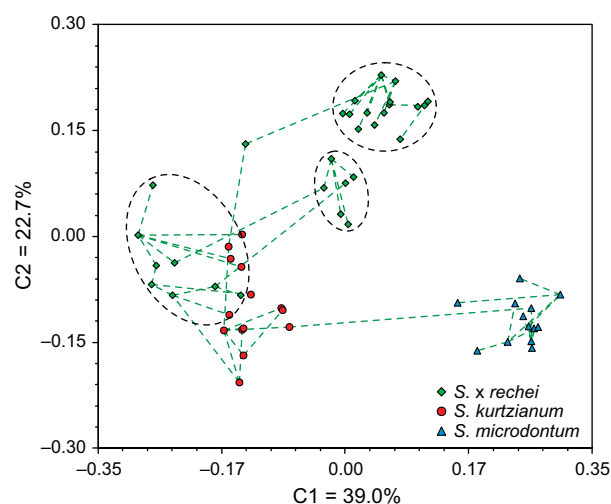 0.30
0.15
0.00
–0.15
–0.30
C2 = 22.7%
–0.35
–0.17
0.00
0.17
0.35
C1 = 39.0%
S. x rechei
S. kurtzianum
S. microdontum